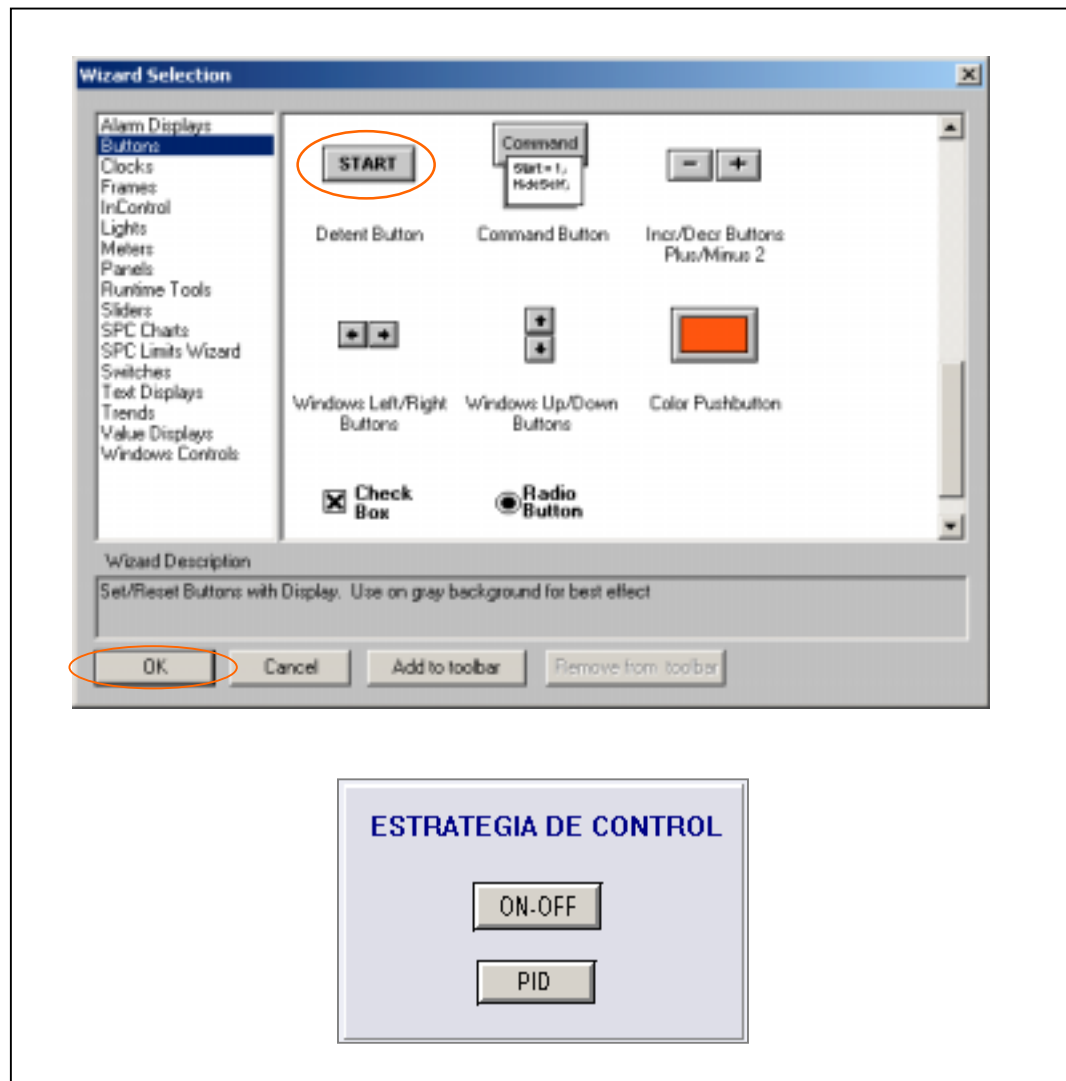 Wizard Selection
Alarm Displays
Buttons
Clocks
Frames
InControl
Lights
Meters
Panels
Runtime Tools
Sliders
SPC Charts
SPC Limits Wizard
Switches
Text Displays
Trends
Value Displays
Windows Controls
START
Detent Button
Command
Start = 1;
HideSelf;
Command Button
- +
Incr/Decr Buttons
Plus/Minus 2
Windows Left/Right
Buttons
Windows Up/Down
Buttons
Color Pushbutton
Check
Box
Radio
Button
Wizard Description
Set/Reset Buttons with Display. Use on gray background for best effect
OK
Cancel
Add to toolbar
Remove from toolbar
ESTRATEGIA DE CONTROL
ON-OFF
PID